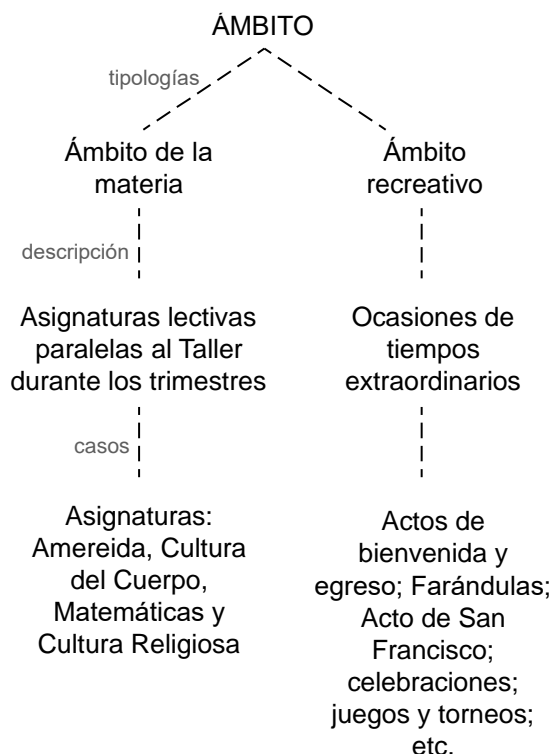 ÁMBITO
tipologías
Ámbito de la
materia
Ámbito
recreativo
descripción
Asignaturas lectivas
paralelas al Taller
durante los trimestres
Ocasiones de
tiempos
extraordinarios
casos
Asignaturas:
Amereida, Cultura
del Cuerpo,
Matemáticas y
Cultura Religiosa
Actos de
bienvenida y
egreso; Farándulas;
Acto de San
Francisco;
celebraciones;
juegos y torneos;
etc.